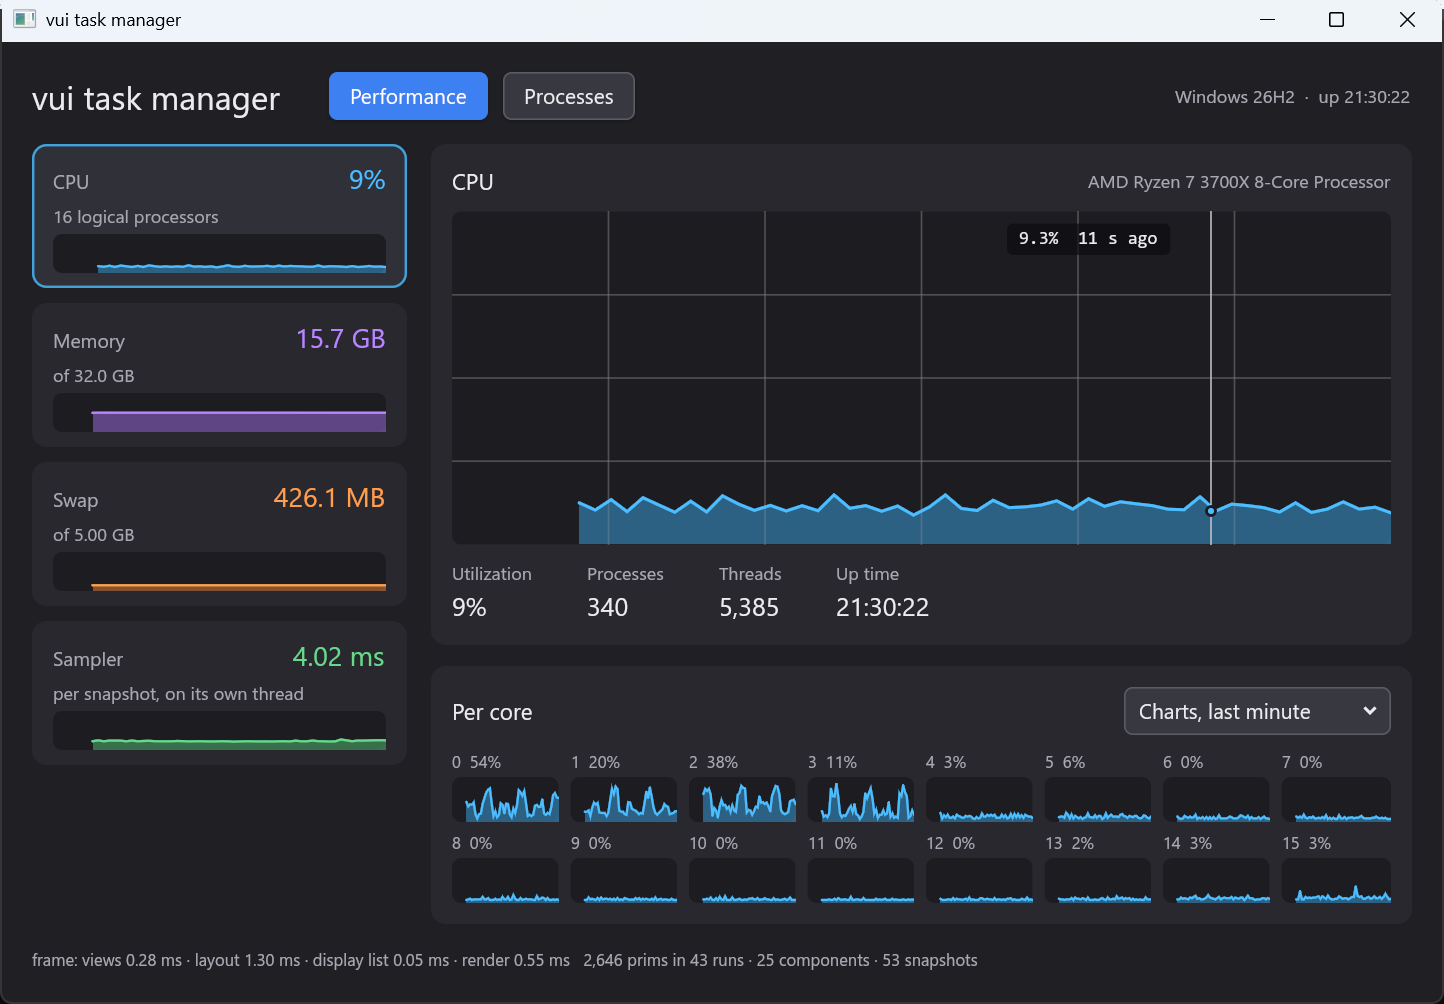 vui task manager
vui task manager
Performance
Processes
Windows 26H2 · up 21:30:22
CPU
9%
16 logical processors
Memory
15.7 GB
of 32.0 GB
Swap
426.1 MB
of 5.00 GB
Sampler
4.02 ms
per snapshot, on its own thread
CPU
AMD Ryzen 7 3700X 8-Core Processor
9.3% 11 s ago
Utilization
9%
Processes
340
Threads
5,385
Up time
21:30:22
Per core
Charts, last minute
0 54%
1 20%
2 38%
3 11%
4 3%
5 6%
6 0%
7 0%
8 0%
9 0%
10 0%
11 0%
12 0%
13 2%
14 3%
15 3%
frame: views 0.28 ms · layout 1.30 ms · display list 0.05 ms · render 0.55 ms 2,646 prims in 43 runs · 25 components · 53 snapshots